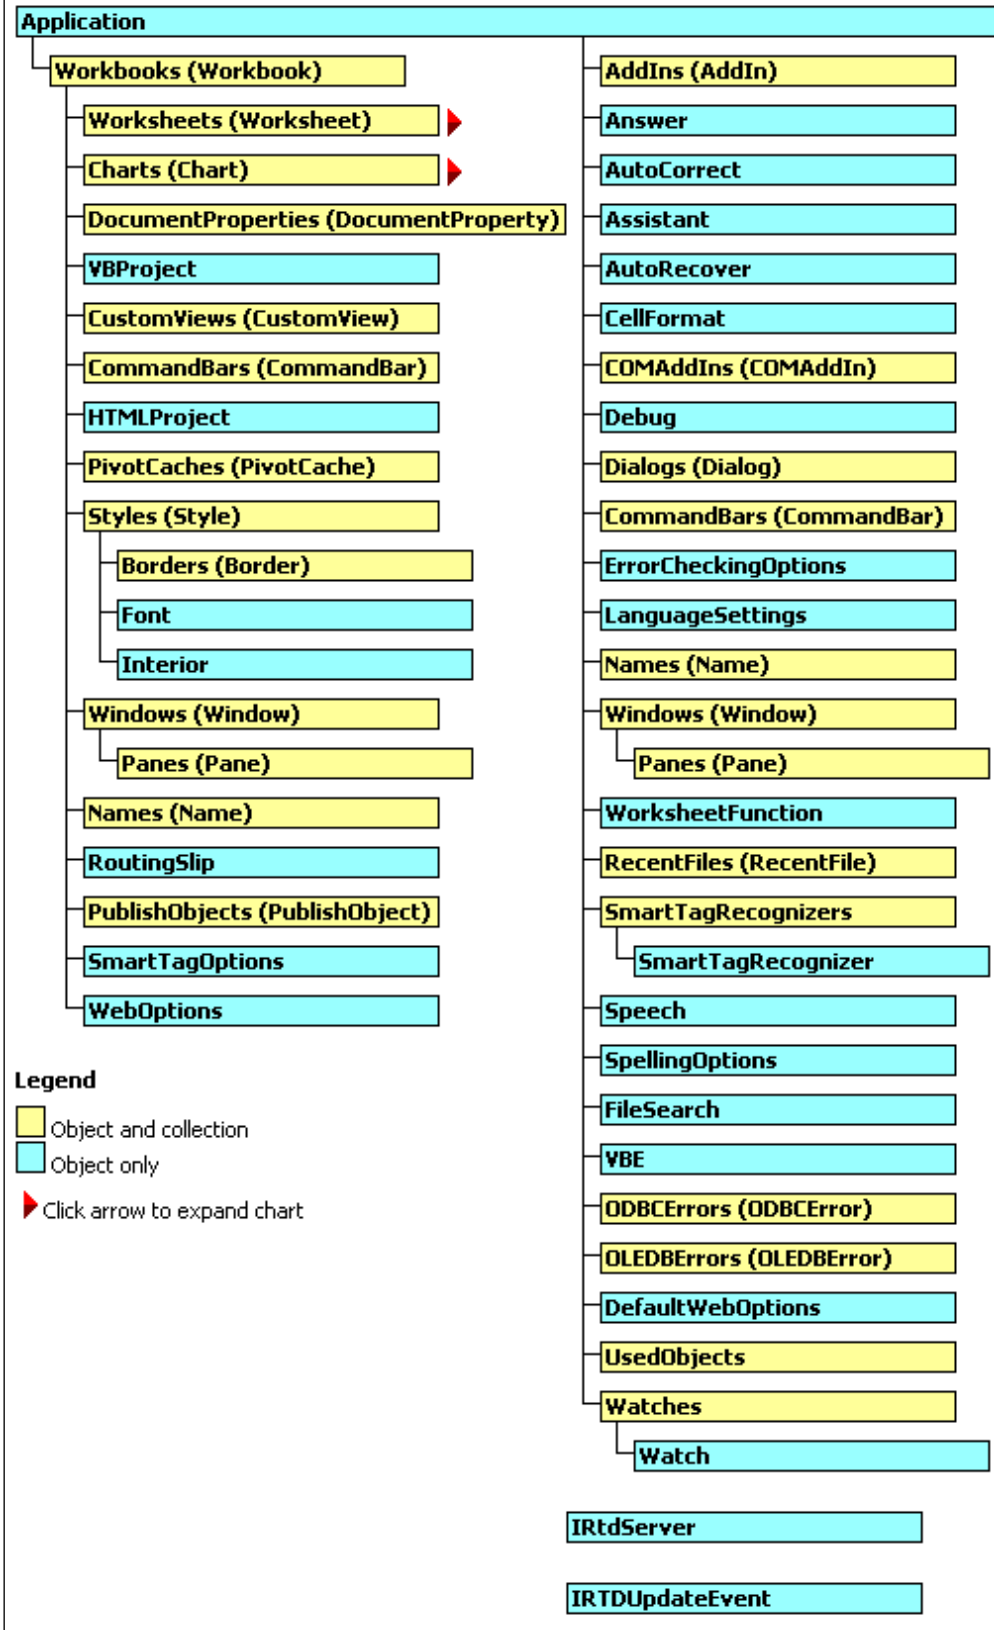 Application
Workbooks (Workbook)
Worksheets (Worksheet)
Charts (Chart)
DocumentProperties (DocumentProperty)
VBProject
CustomViews (CustomView)
CommandBars (CommandBar)
HTMLProject
PivotCaches (PivotCache)
Styles (Style)
Borders (Border)
Font
Interior
Windows (Window)
Panes (Pane)
Names (Name)
RoutingSlip
PublishObjects (PublishObject)
SmartTagOptions
WebOptions
Legend
Object and collection
Object only
Click arrow to expand chart
AddIns (AddIn)
Answer
AutoCorrect
Assistant
AutoRecover
CellFormat
COMAddIns (COMAddIn)
Debug
Dialogs (Dialog)
CommandBars (CommandBar)
ErrorCheckingOptions
LanguageSettings
Names (Name)
Windows (Window)
Panes (Pane)
WorksheetFunction
RecentFiles (RecentFile)
SmartTagRecognizers
SmartTagRecognizer
Speech
SpellingOptions
FileSearch
VBE
ODBCErrors (ODBCError)
OLEDBErrors (OLEDBError)
DefaultWebOptions
UsedObjects
Watches
Watch
IRtdServer
IRTDUpdateEvent